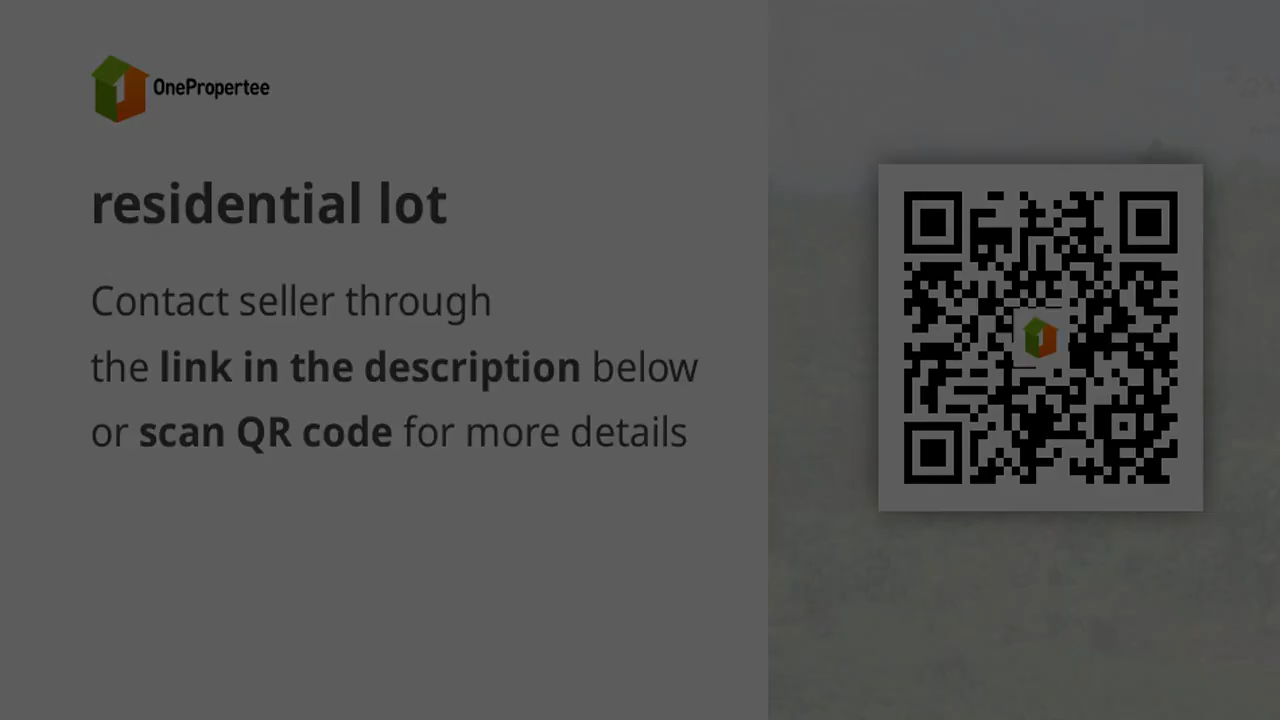 OnePropertee
residential lot
Contact seller through
the link in the description below
or scan QR code for more details